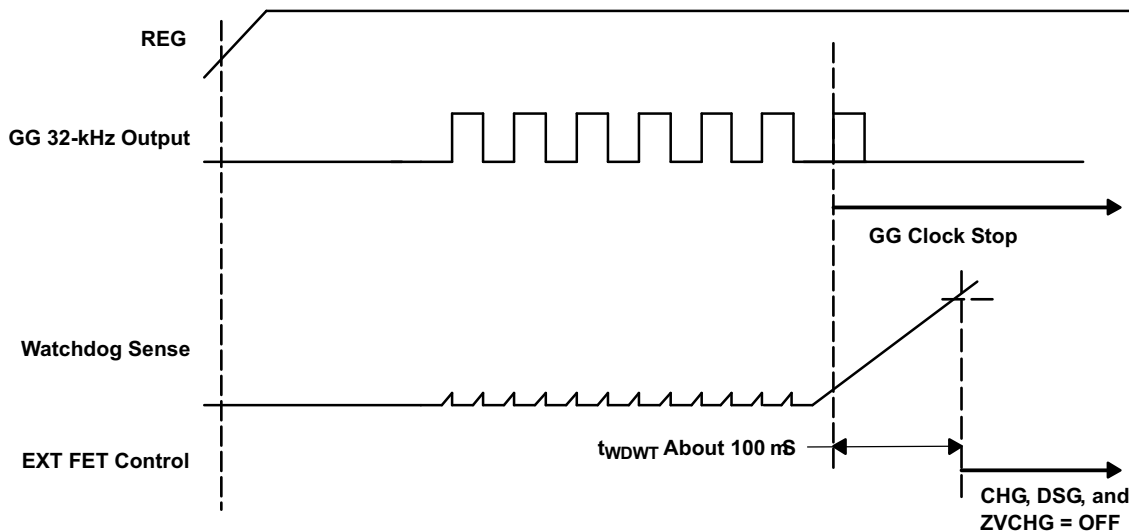 REG
GG 32-kHz Output
GG Clock Stop
Watchdog Sense
tWDWT About 100 mS
EXT FET Control
CHG, DSG, and
ZVCHG = OFF